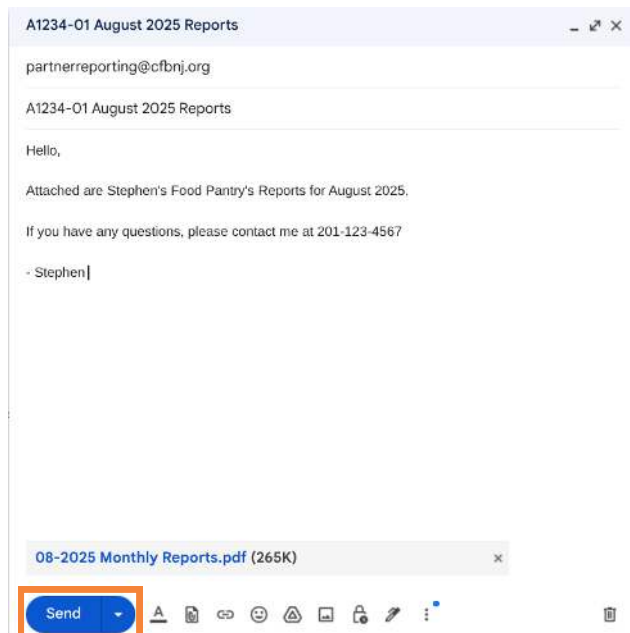 A1234-01 August 2025 Reports
partnerreporting@cfbnj.org
A1234-01 August 2025 Reports
Hello,
Attached are Stephen's Food Pantry's Reports for August 2025.
If you have any questions, please contact me at 201-123-4567
- Stephen
08-2025 Monthly Reports.pdf (265K)
Send